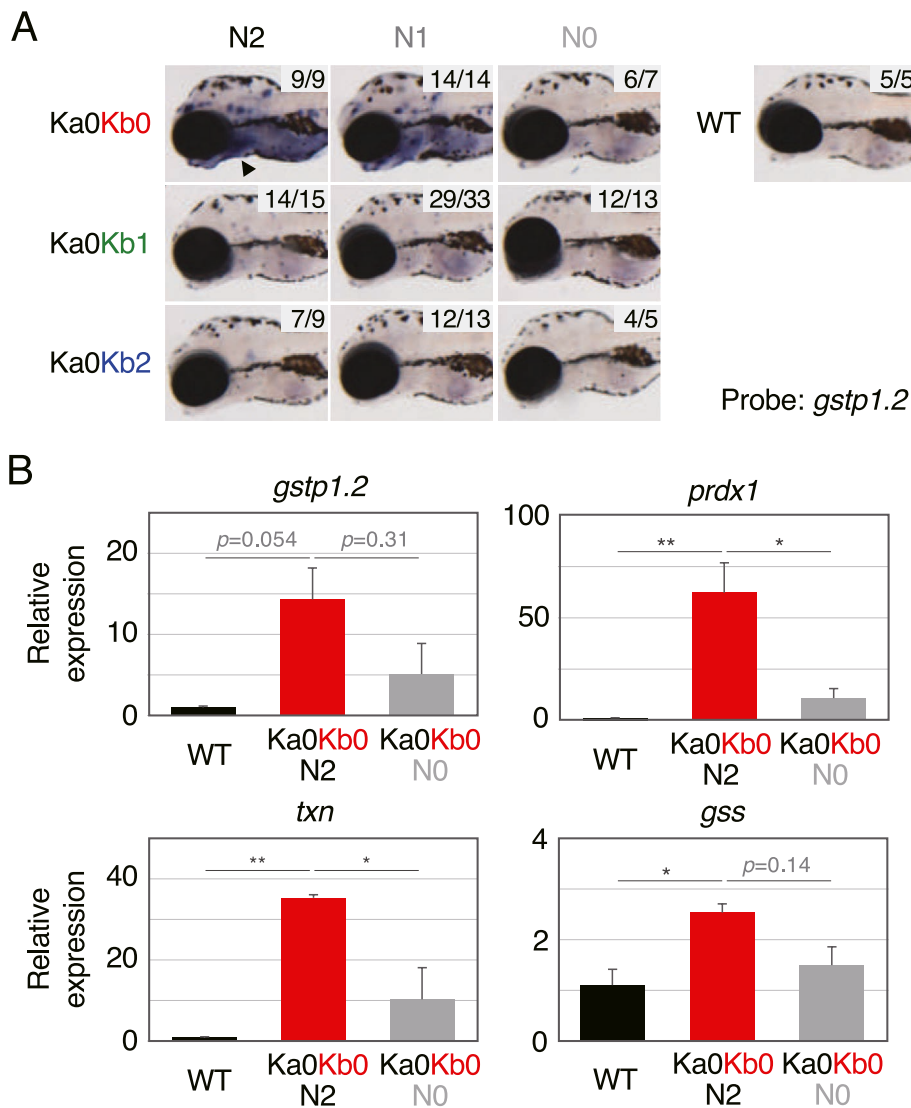 A
N2 N1 N0
Ka0Kb0 9/9 14/14 6/7 WT 5/5
Ka0Kb1 14/15 29/33 12/13
Ka0Kb2 7/9 12/13 4/5
Probe: gstp1.2
B
gstp1.2
Relative expression
20
10
0
p=0.054 p=0.31
WT Ka0Kb0 Ka0Kb0
N2 N0
prdx1
100
50
0
** *
WT Ka0Kb0 Ka0Kb0
N2 N0
txn
Relative expression
40
20
0
** *
WT Ka0Kb0 Ka0Kb0
N2 N0
gss
4
2
0
* p=0.14
WT Ka0Kb0 Ka0Kb0
N2 N0